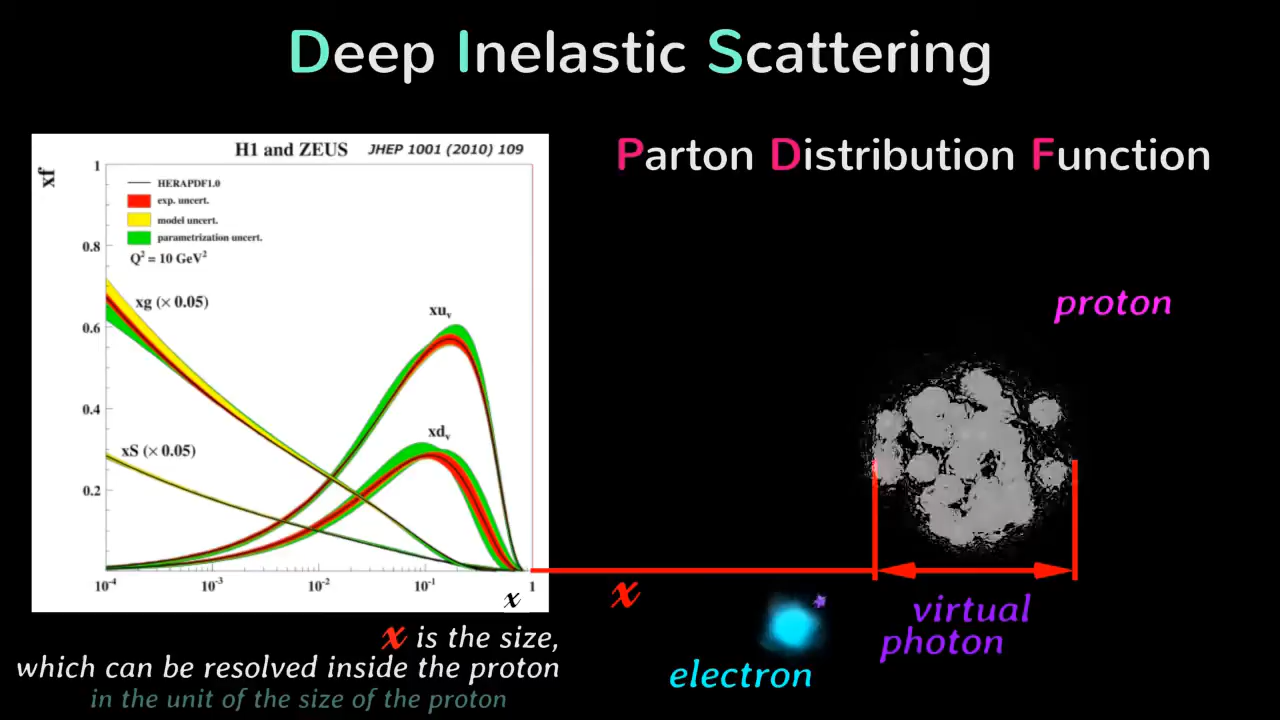 Deep Inelastic Scattering
H1 and ZEUS JHEP 1001 (2010) 109
xf
1
HERAPDF1.0
exp. uncert.
model uncert.
parametrization uncert.
Q² = 10 GeV²
0.8
xg (× 0.05)
0.6
xuᵥ
0.4
xdᵥ
xS (× 0.05)
0.2
10⁻⁴ 10⁻³ 10⁻² 10⁻¹ 1
x
Parton Distribution Function
proton
x
virtual
photon
electron
x is the size,
which can be resolved inside the proton
in the unit of the size of the proton